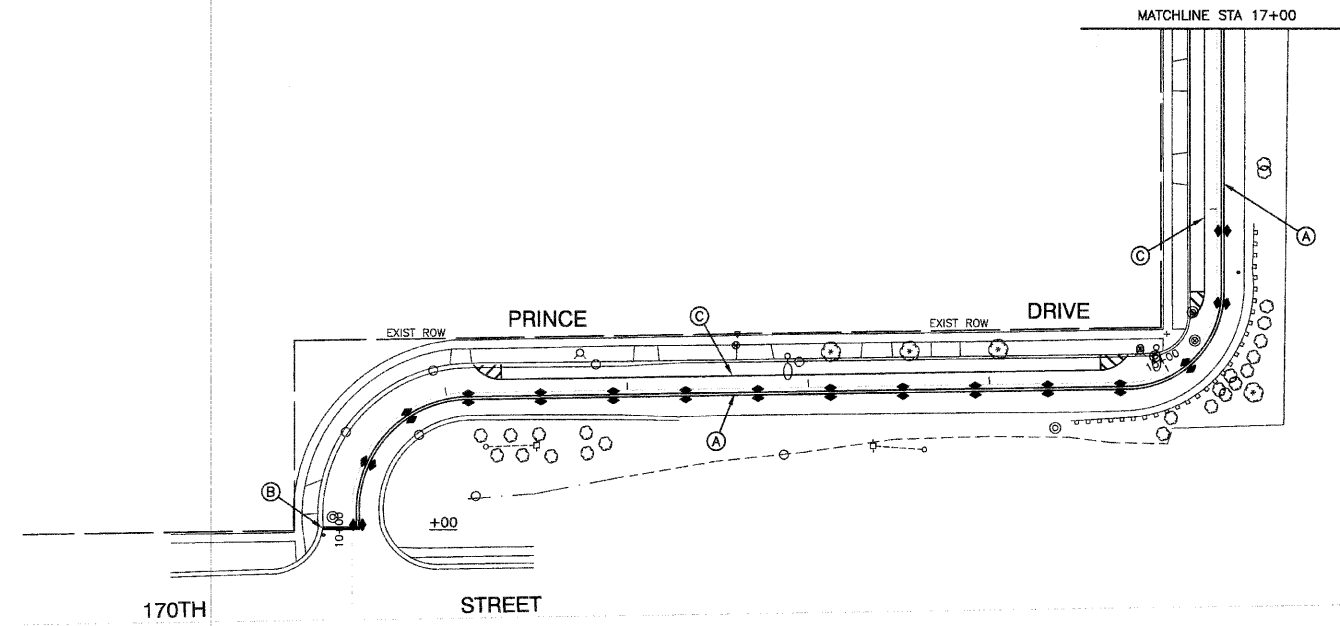 MATCHLINE STA 17+00
A
C
PRINCE
DRIVE
C
EXIST ROW
EXIST ROW
A
B
+00
170TH
STREET